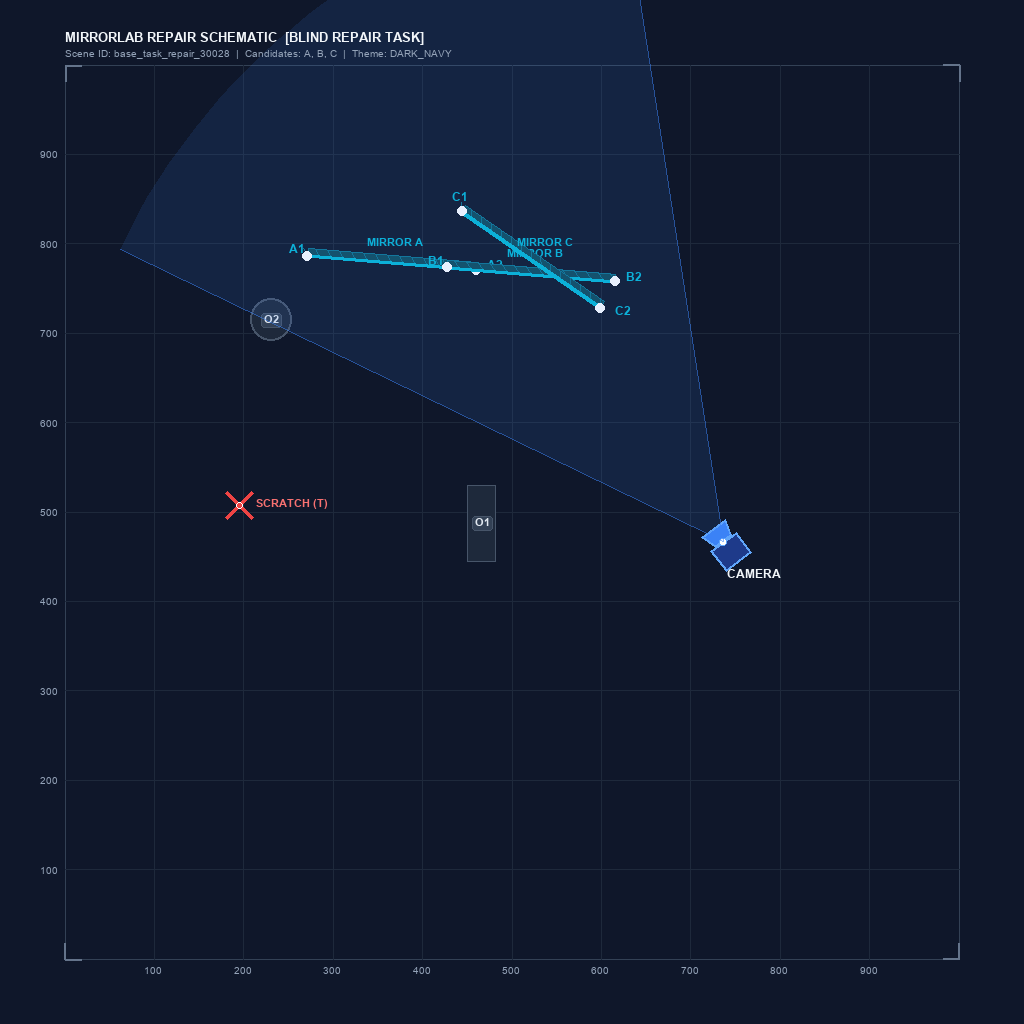 MIRRORLAB REPAIR SCHEMATIC [BLIND REPAIR TASK]
Scene ID: base_task_repair_30028 | Candidates: A, B, C | Theme: DARK_NAVY
900
800
700
600
500
400
300
200
100
C1
A1
MIRROR A
MIRROR C
MIRROR B
B1
A2
B2
C2
O2
SCRATCH (T)
O1
CAMERA
100 200 300 400 500 600 700 800 900